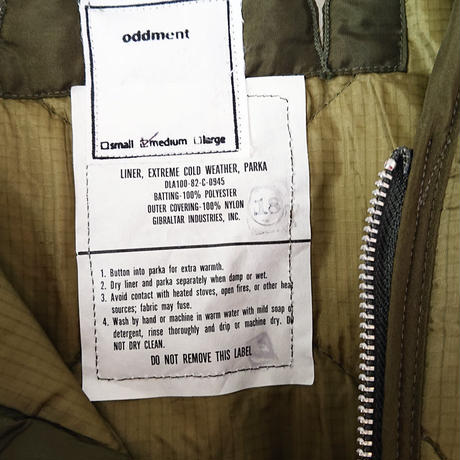 oddment
small medium large
LINER, EXTREME COLD WEATHER, PARKA
DLA100-82-C-0945
BATTING-100% POLYESTER
OUTER COVERING-100% NYLON
GIBRALTAR INDUSTRIES, INC.
18
1. Button into parka for extra warmth.
2. Dry liner and parka separately when damp or wet.
3. Avoid contact with heated stoves, open fires, or other hea
sources; fabric may fuse.
4. Wash by hand or machine in warm water with mild soap o
detergent, rinse thoroughly and drip or machine dry. D
NOT DRY CLEAN.
DO NOT REMOVE THIS LABEL